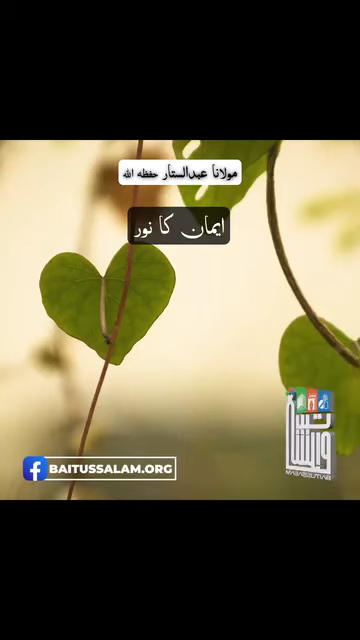 مولانا عبدالستار حفظہ اللہ
ایمان کا نور
BAITUSSALAM.ORG